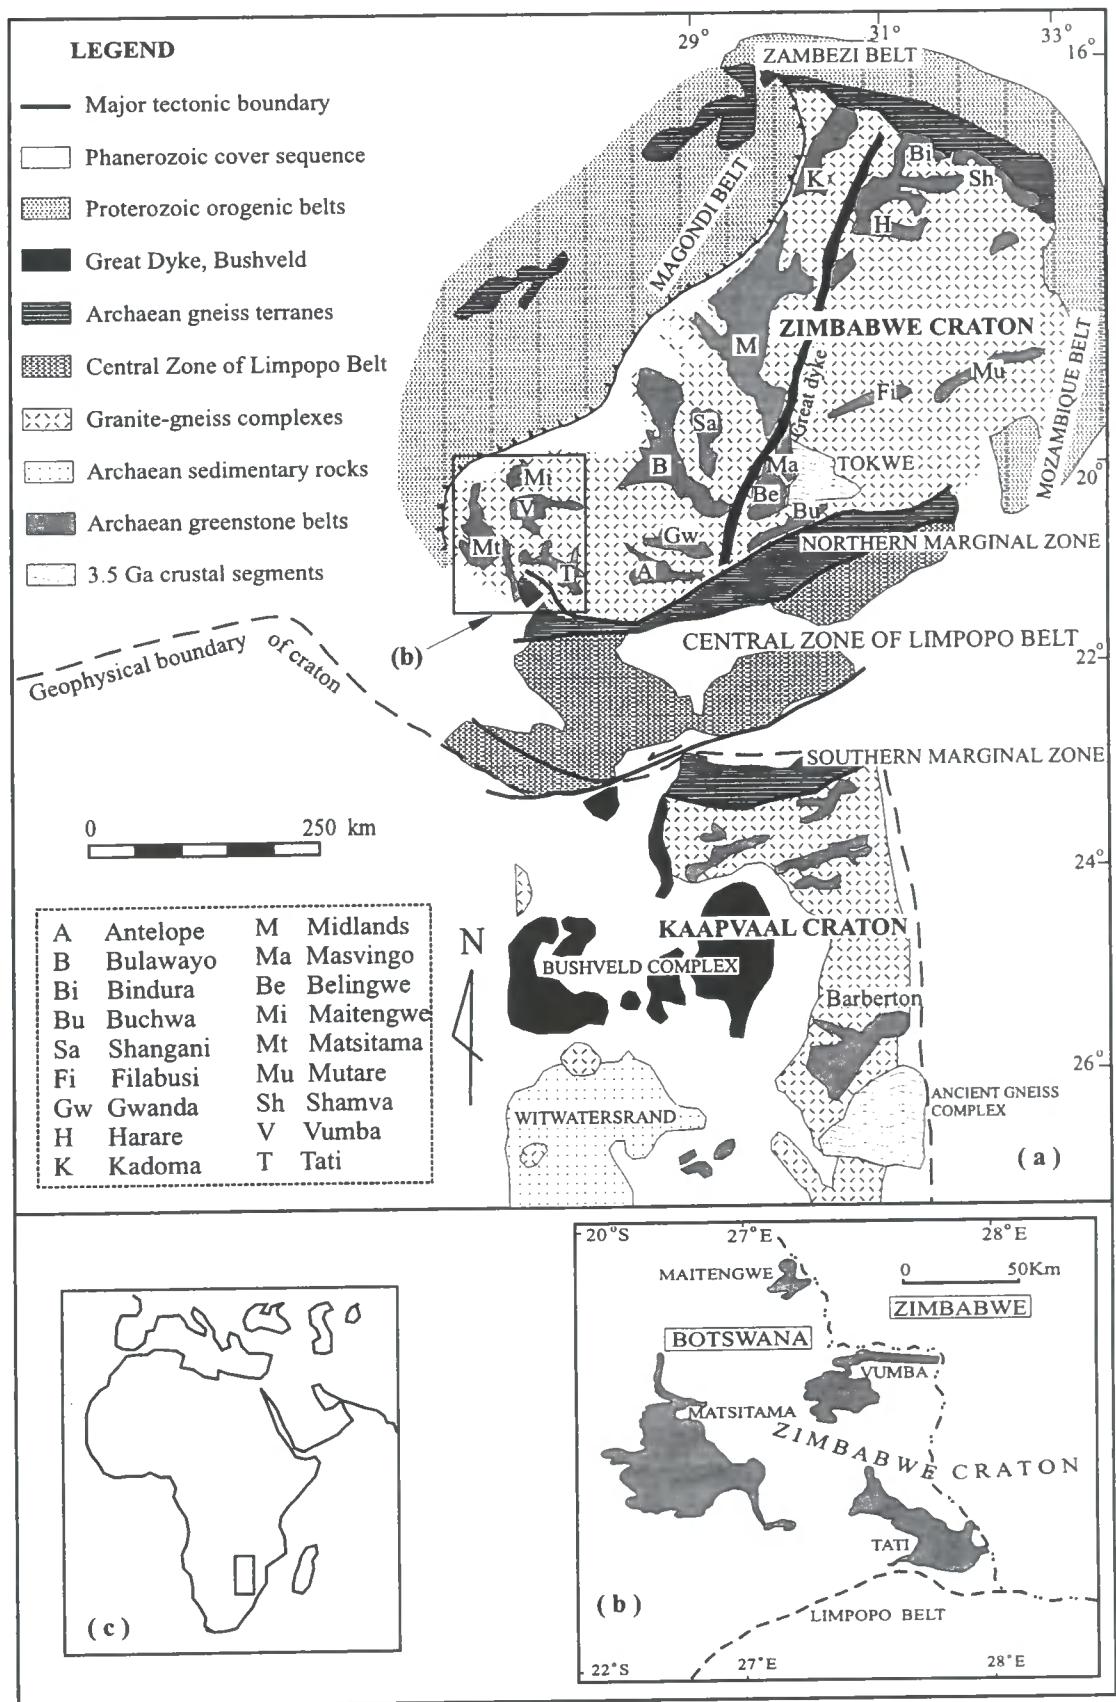 29°
31°
33°
16°
LEGEND
Major tectonic boundary
Phanerozoic cover sequence
Proterozoic orogenic belts
Great Dyke, Bushveld
Archaean gneiss terranes
Central Zone of Limpopo Belt
Granite-gneiss complexes
Archaean sedimentary rocks
Archaean greenstone belts
3.5 Ga crustal segments
ZAMBEZI BELT
MAGONDI BELT
K
Bi
Sh
H
ZIMBABWE CRATON
M
Great dyke
Mu
Fi
MOZAMBIQUE BELT
Sa
B
Ma
TOKWE
20°
Be
Bu
Mi
V
Mt
T
Gw
A
NORTHERN MARGINAL ZONE
(b)
CENTRAL ZONE OF LIMPOPO BELT
22°
Geophysical boundary
of craton
SOUTHERN MARGINAL ZONE
0 250 km
24°
A Antelope
B Bulawayo
Bi Bindura
Bu Buchwa
Sa Shangani
Fi Filabusi
Gw Gwanda
H Harare
K Kadoma
M Midlands
Ma Masvingo
Be Belingwe
Mi Maitengwe
Mt Matsitama
Mu Mutare
Sh Shamva
V Vumba
T Tati
N
KAAPVAAL CRATON
BUSHVELD COMPLEX
Barberton
26°
WITWATERSRAND
ANCIENT GNEISS
COMPLEX
(a)
(c)
20°S
27°E
28°E
MAITENGWE
0 50Km
ZIMBABWE
BOTSWANA
VUMBA
MATSITAMA
ZIMBABWE CRATON
TATI
(b)
LIMPOPO BELT
22°S
27°E
28°E